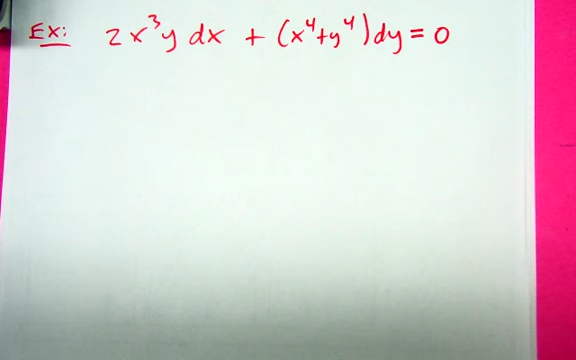 Ex: 2x³y dx + (x⁴+y⁴)dy = 0